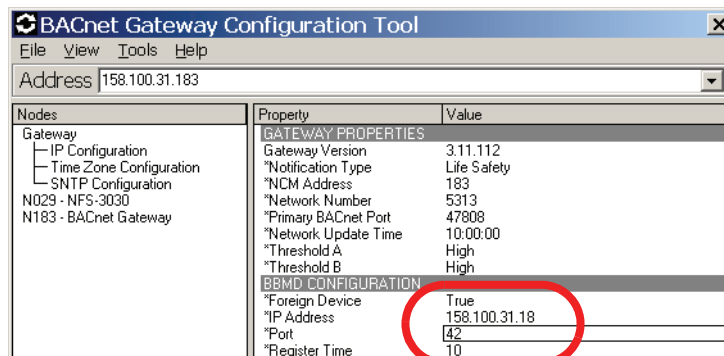 BACnet Gateway Configuration Tool
File View Tools Help
Address 158.100.31.183
Nodes
Gateway
IP Configuration
Time Zone Configuration
SNTP Configuration
N029 - NFS-3030
N183 - BACnet Gateway
Property Value
GATEWAY PROPERTIES
Gateway Version 3.11.112
*Notification Type Life Safety
*NCM Address 183
*Network Number 5313
*Primary BACnet Port 47808
*Network Update Time 10:00:00
*Threshold A High
*Threshold B High
BBMD CONFIGURATION
*Foreign Device True
*IP Address 158.100.31.18
*Port 42
*Register Time 10